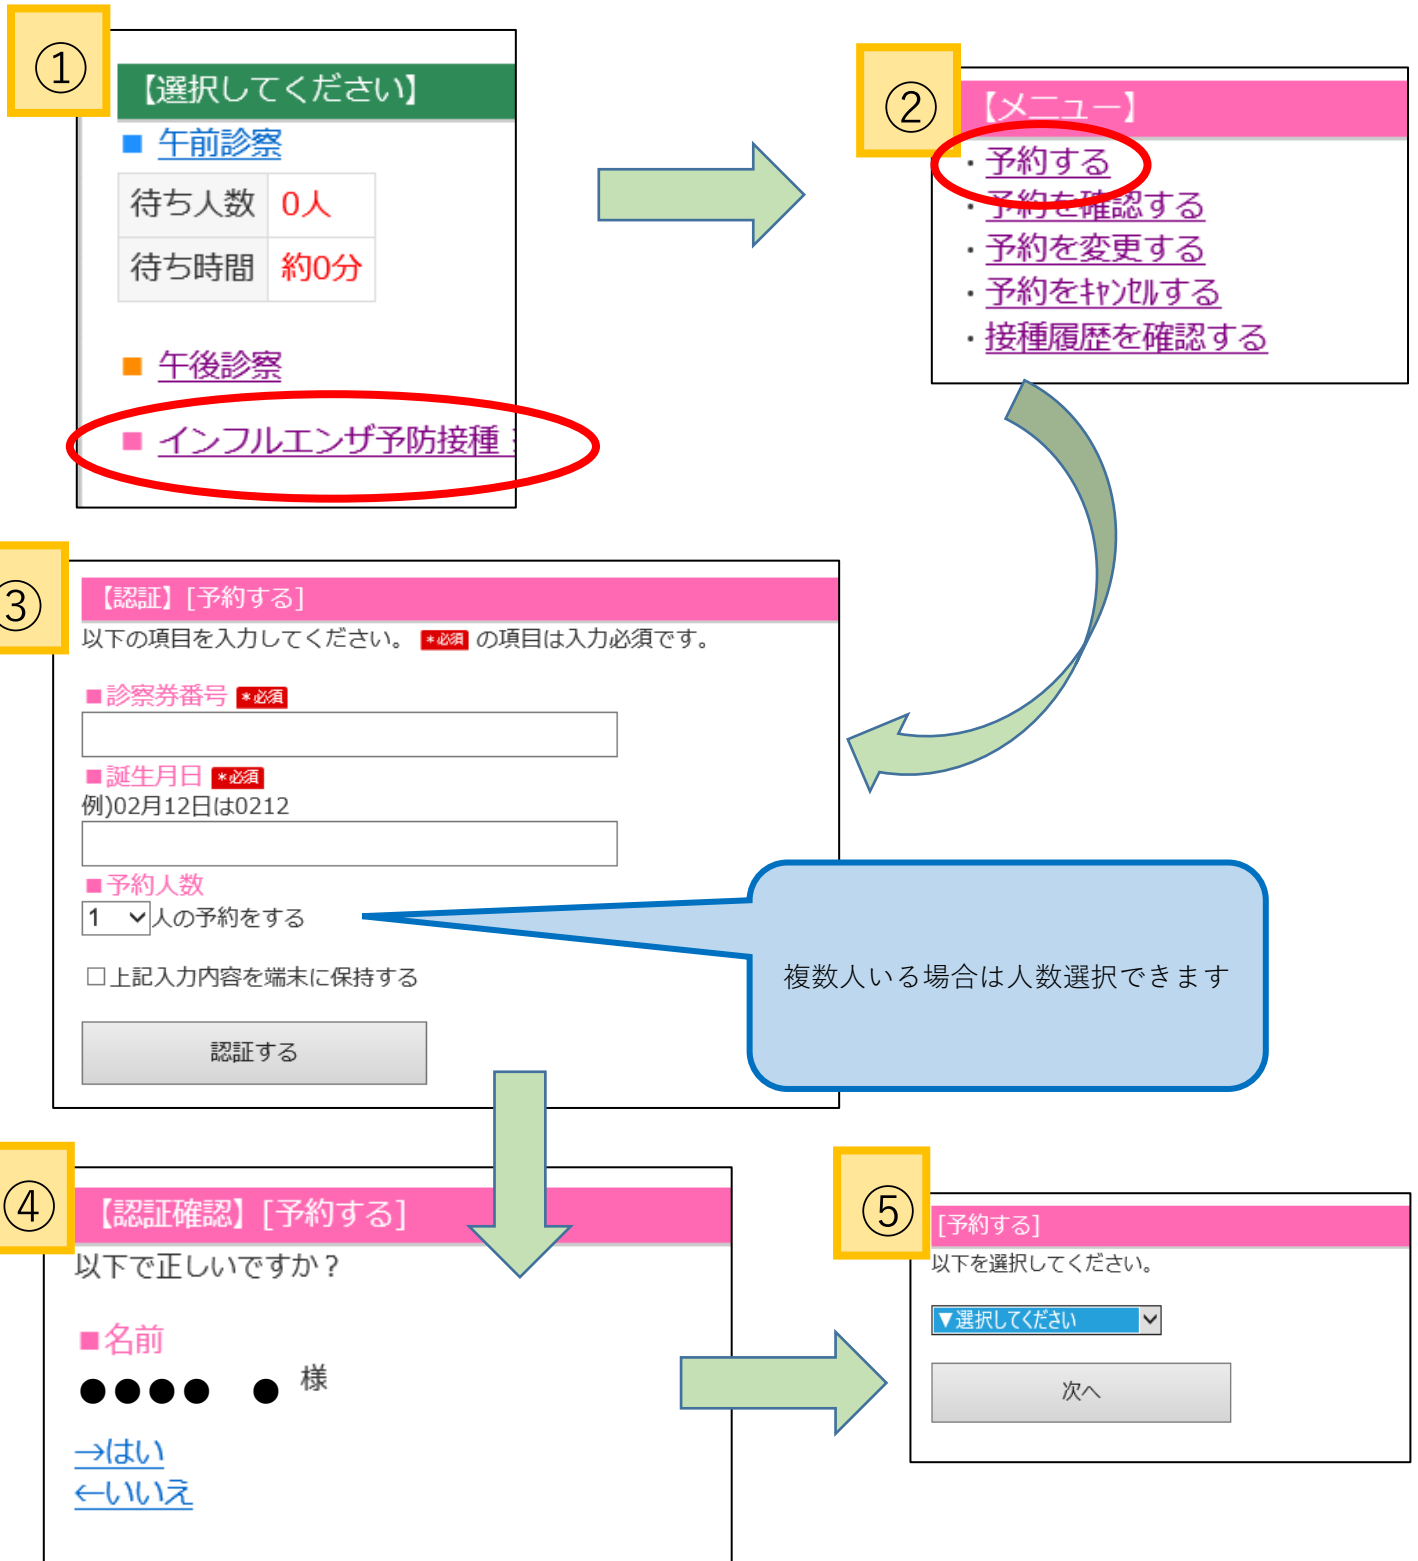 ①
【選択してください】
■ 午前診察
待ち人数 0人
待ち時間 約0分
■ 午後診察
■ インフルエンザ予防接種
②
【メニュー】
・予約する
・予約を確認する
・予約を変更する
・予約をｷｬﾝｾﾙする
・接種履歴を確認する
③
【認証】[予約する]
以下の項目を入力してください。 *必須 の項目は入力必須です。
■診察券番号 *必須
■誕生月日 *必須
例)02月12日は0212
■予約人数
1 人の予約をする
□上記入力内容を端末に保持する
認証する
複数人いる場合は人数選択できます
④
【認証確認】[予約する]
以下で正しいですか？
■名前
●●●● ● 様
→はい
←いいえ
⑤
[予約する]
以下を選択してください。
▼選択してください
次へ